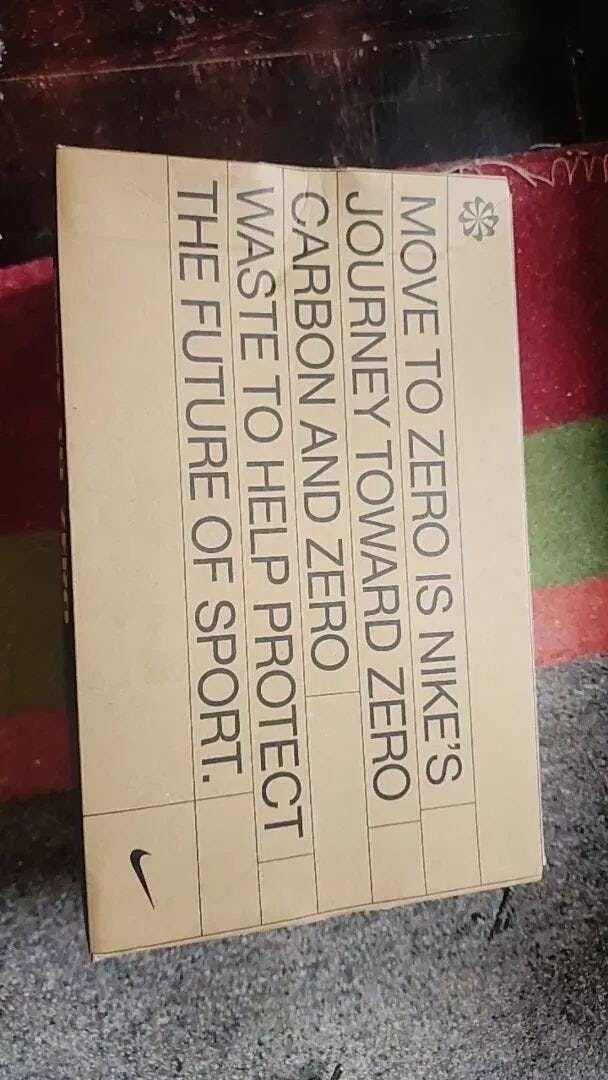 MOVE TO ZERO IS NIKE'S
JOURNEY TOWARD ZERO
CARBON AND ZERO
WASTE TO HELP PROTECT
THE FUTURE OF SPORT.